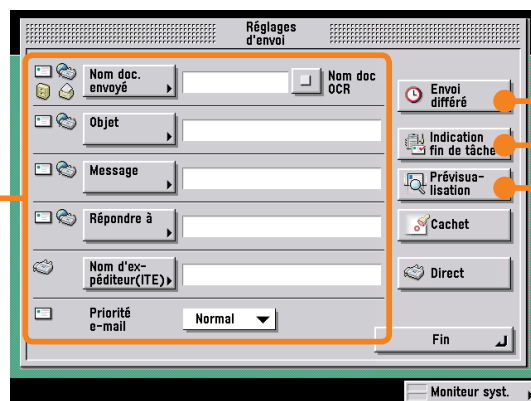 Réglages
d'envoi
Nom doc.
envoyé
Nom doc
OCR
Objet
Message
Répondre à
Nom d'ex-
péditeur(ITE)
Priorité
e-mail
Normal
Envoi
différé
Indication
fin de tâche
Prévisua-
lisation
Cachet
Direct
Fin
Moniteur syst.